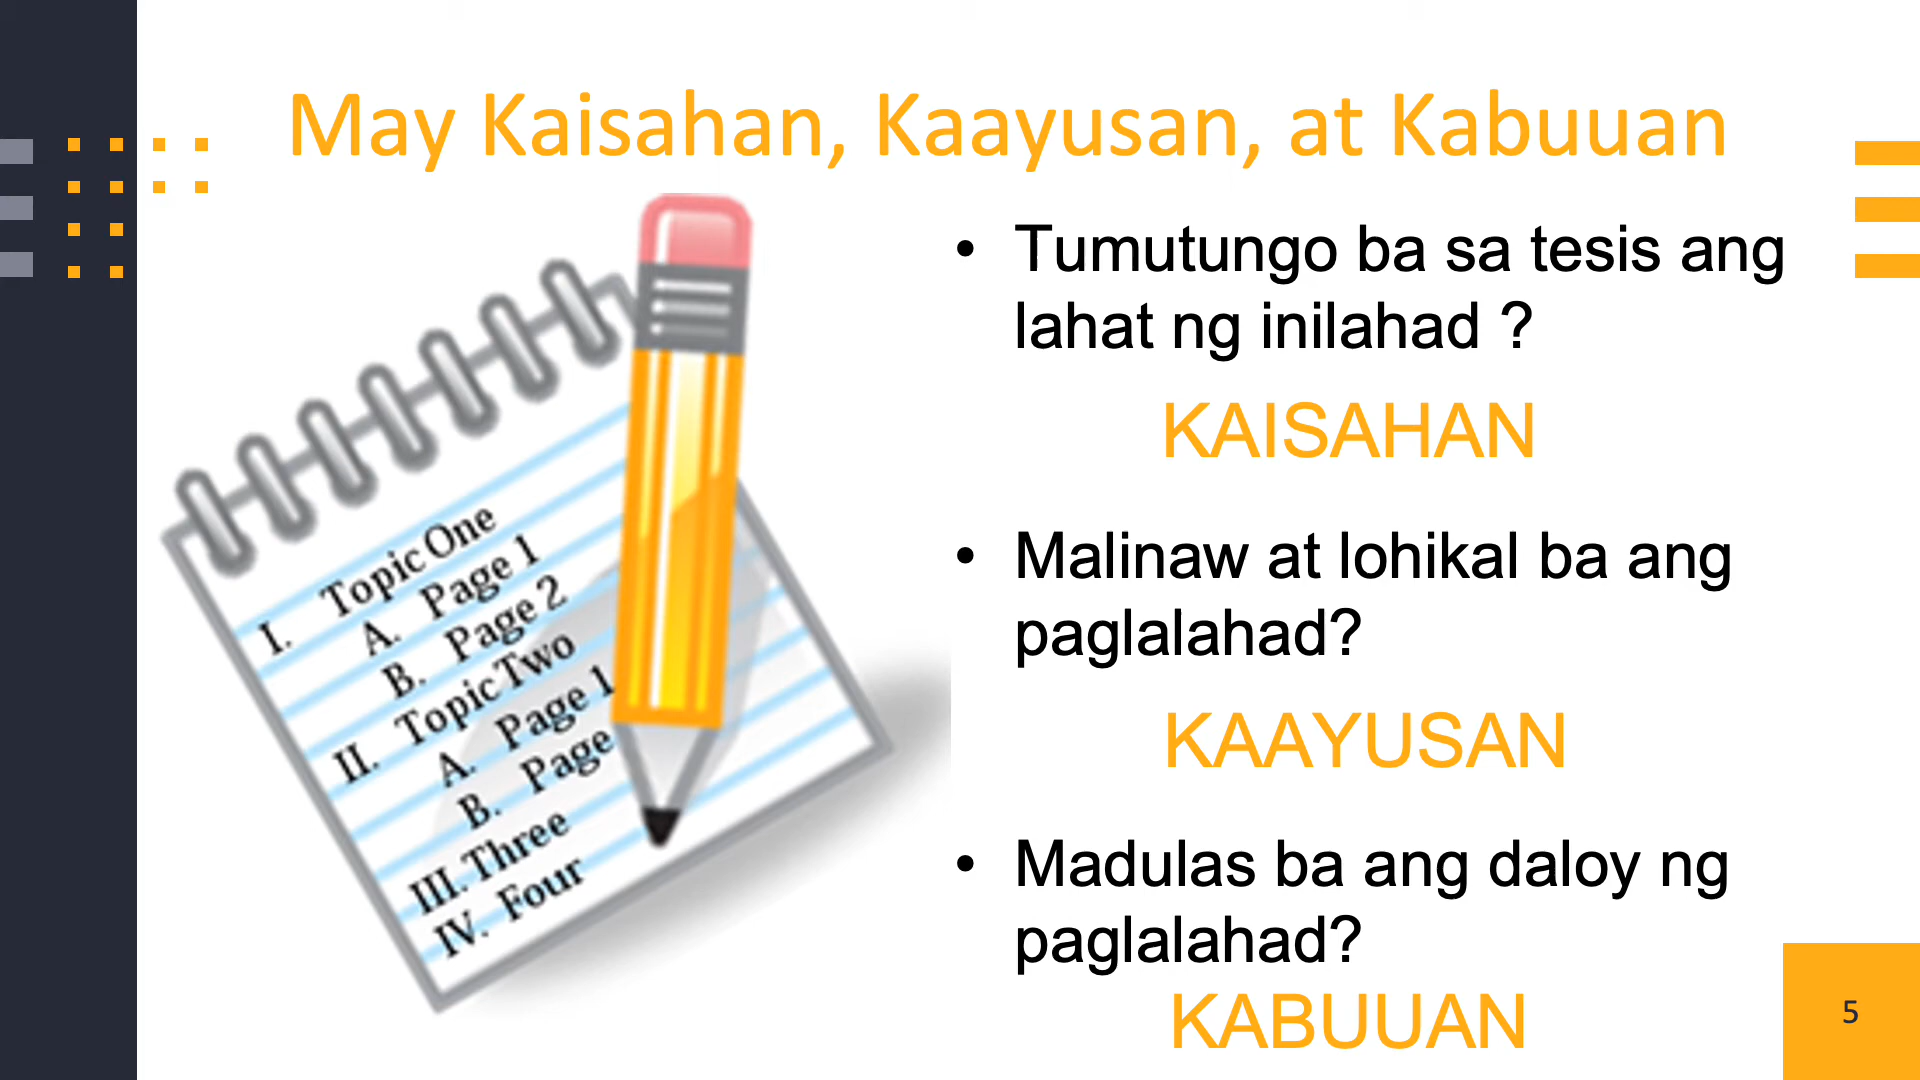 May Kaisahan, Kaayusan, at Kabuuan
I. Topic One
A. Page 1
B. Page 2
II. Topic Two
A. Page 1
B. Page
III. Three
IV. Four
• Tumutungo ba sa tesis ang
lahat ng inilahad ?
KAISAHAN
• Malinaw at lohikal ba ang
paglalahad?
KAAYUSAN
• Madulas ba ang daloy ng
paglalahad?
KABUUAN
5